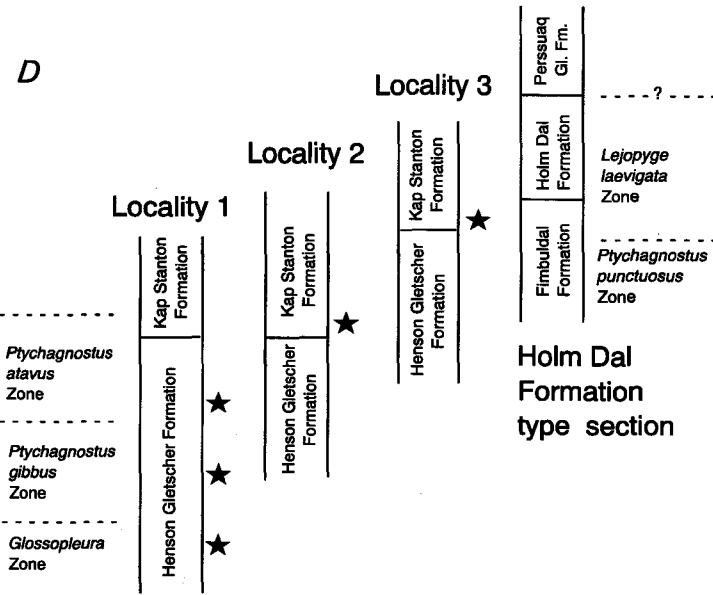 D
Locality 1
Kap Stanton
Formation
Henson Gletscher Formation
Ptychagnostus
atavus
Zone
Ptychagnostus
gibbus
Zone
Glossopleura
Zone
Locality 2
Kap Stanton
Formation
Henson Gletscher
Formation
Locality 3
Kap Stanton
Formation
Henson Gletscher
Formation
Perssuaq
Gl. Fm.
Holm Dal
Formation
Fimbuldal
Formation
?
Lejopyge
laevigata
Zone
Ptychagnostus
punctuosus
Zone
Holm Dal
Formation
type section